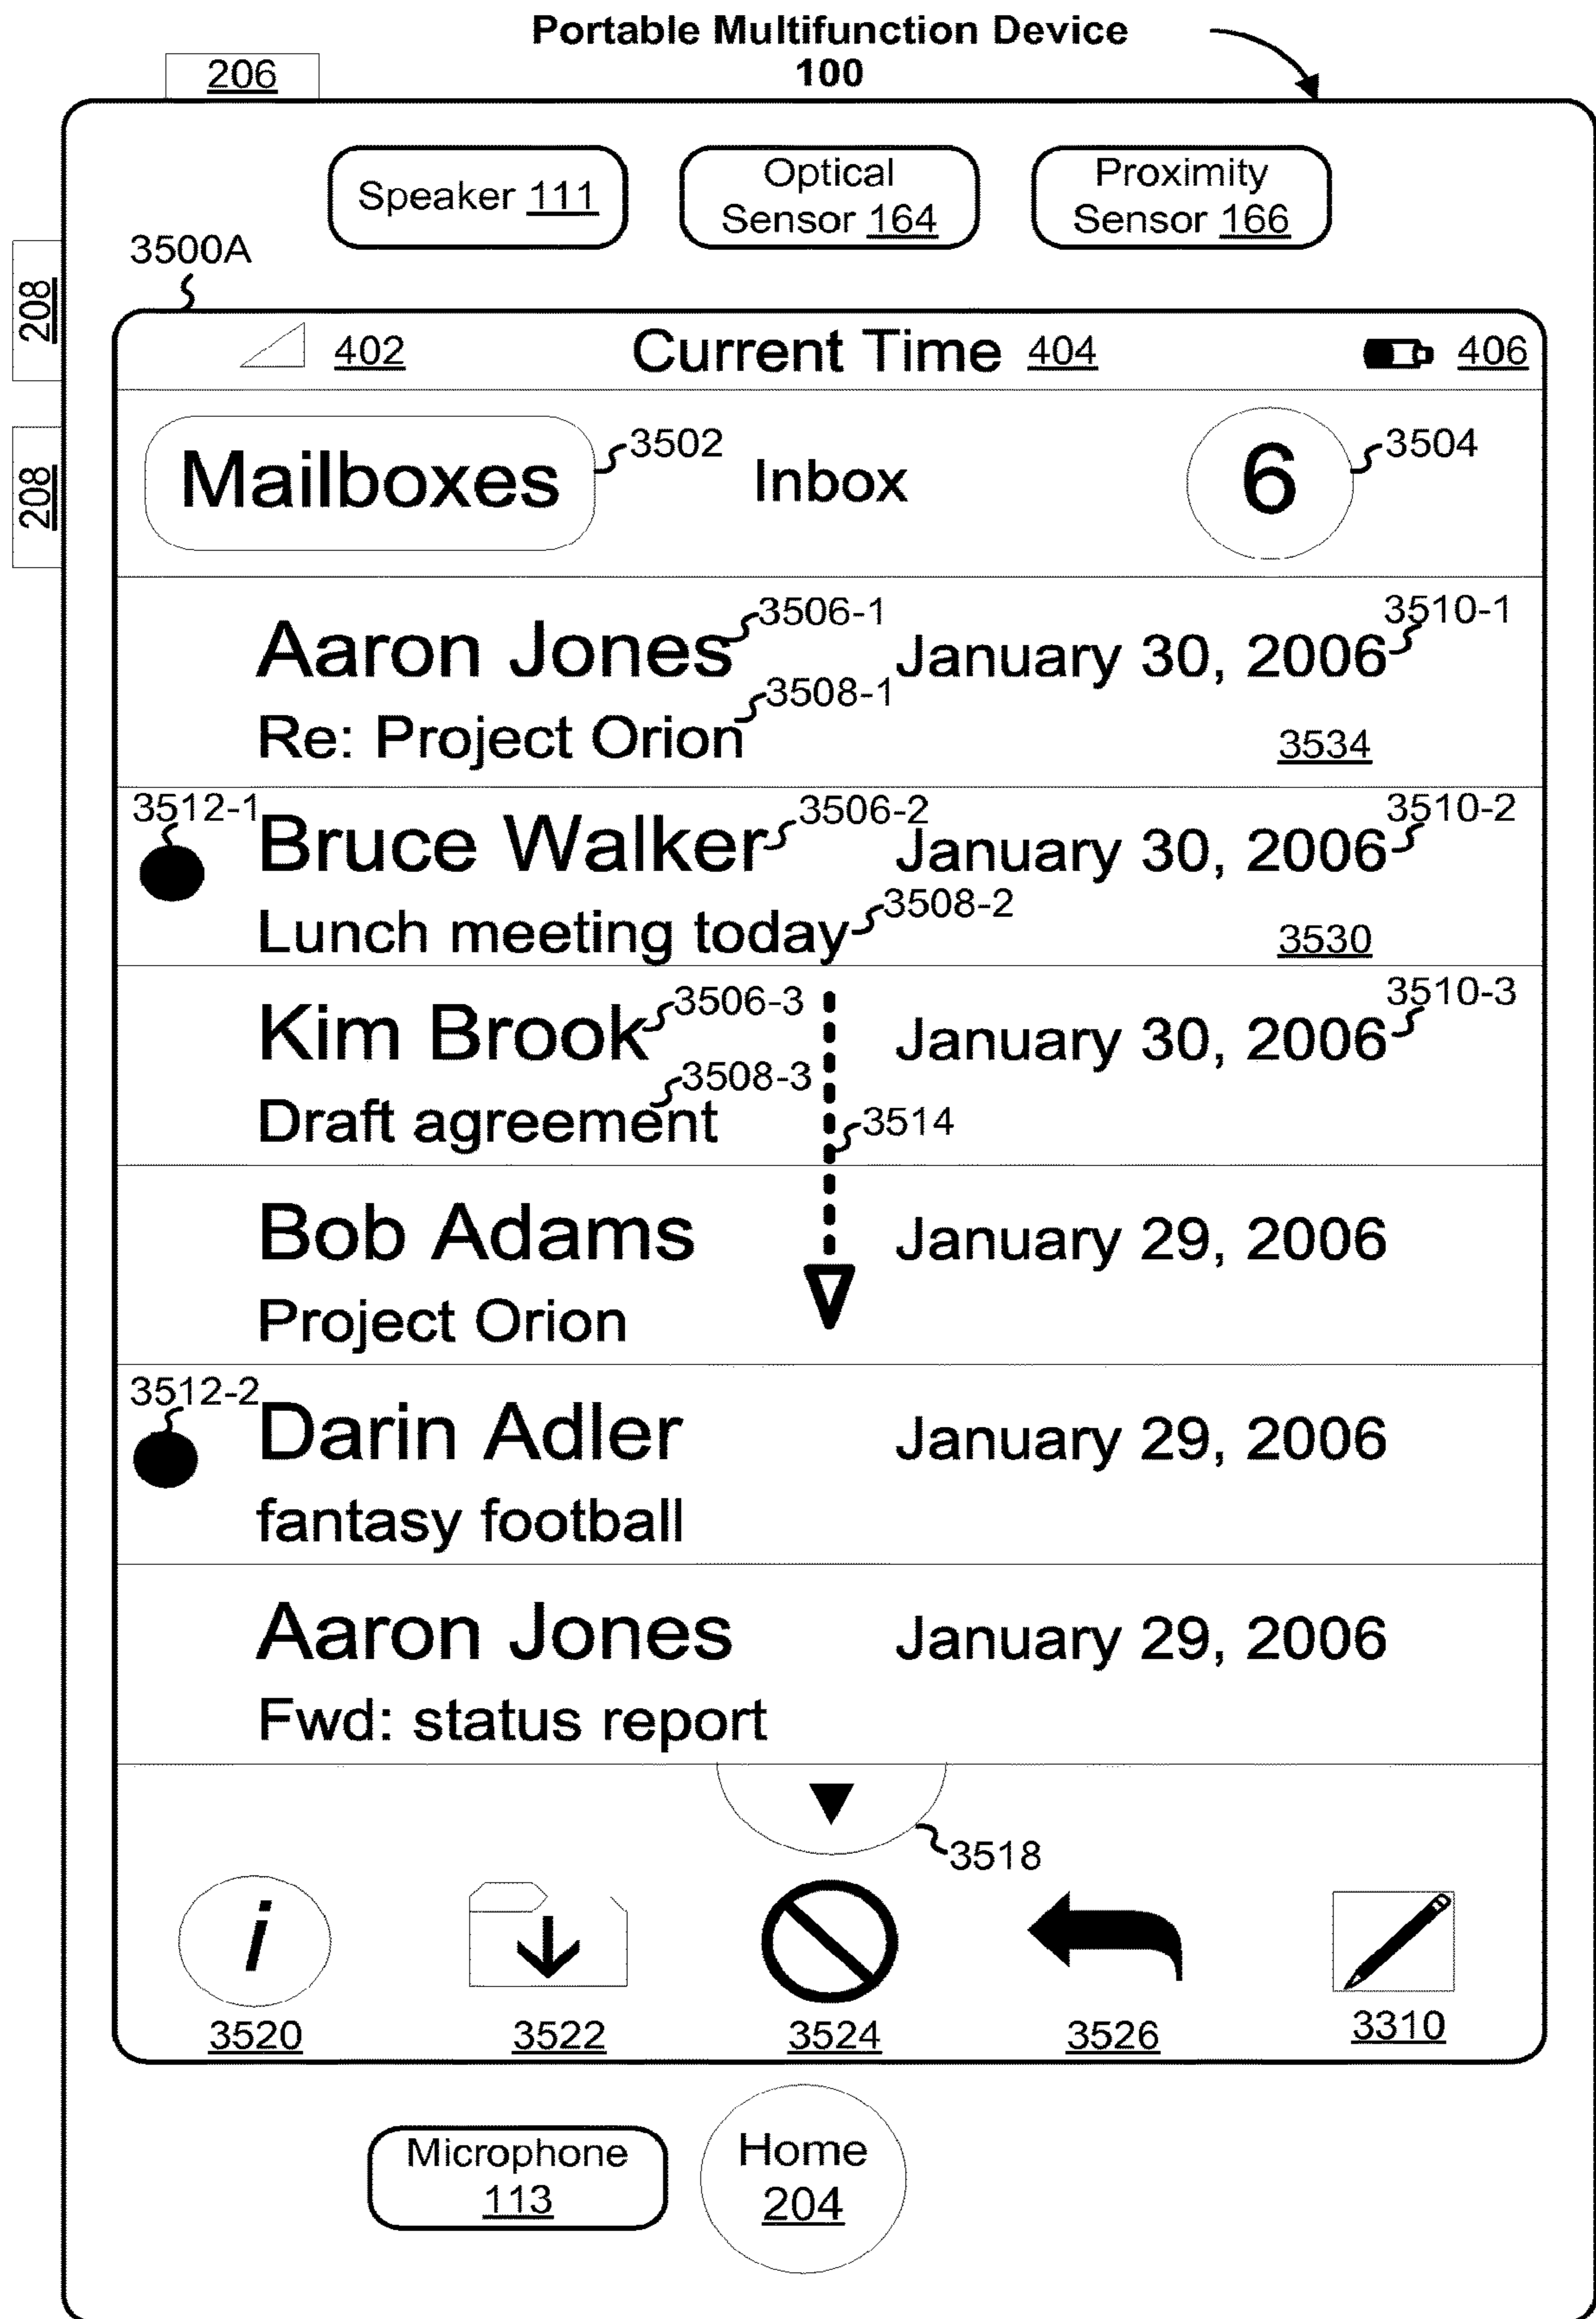 Portable Multifunction Device
100
206
Speaker 111
Optical
Sensor 164
Proximity
Sensor 166
3500A
208
208
402
Current Time 404
406
Mailboxes
3502
Inbox
6
3504
Aaron Jones
3506-1
January 30, 2006
3510-1
Re: Project Orion
3508-1
3534
3512-1
Bruce Walker
3506-2
January 30, 2006
3510-2
Lunch meeting today
3508-2
3530
Kim Brook
3506-3
January 30, 2006
3510-3
Draft agreement
3508-3
3514
Bob Adams
January 29, 2006
Project Orion
3512-2
Darin Adler
January 29, 2006
fantasy football
Aaron Jones
January 29, 2006
Fwd: status report
3518
i
3520
3522
3524
3526
3310
Microphone
113
Home
204